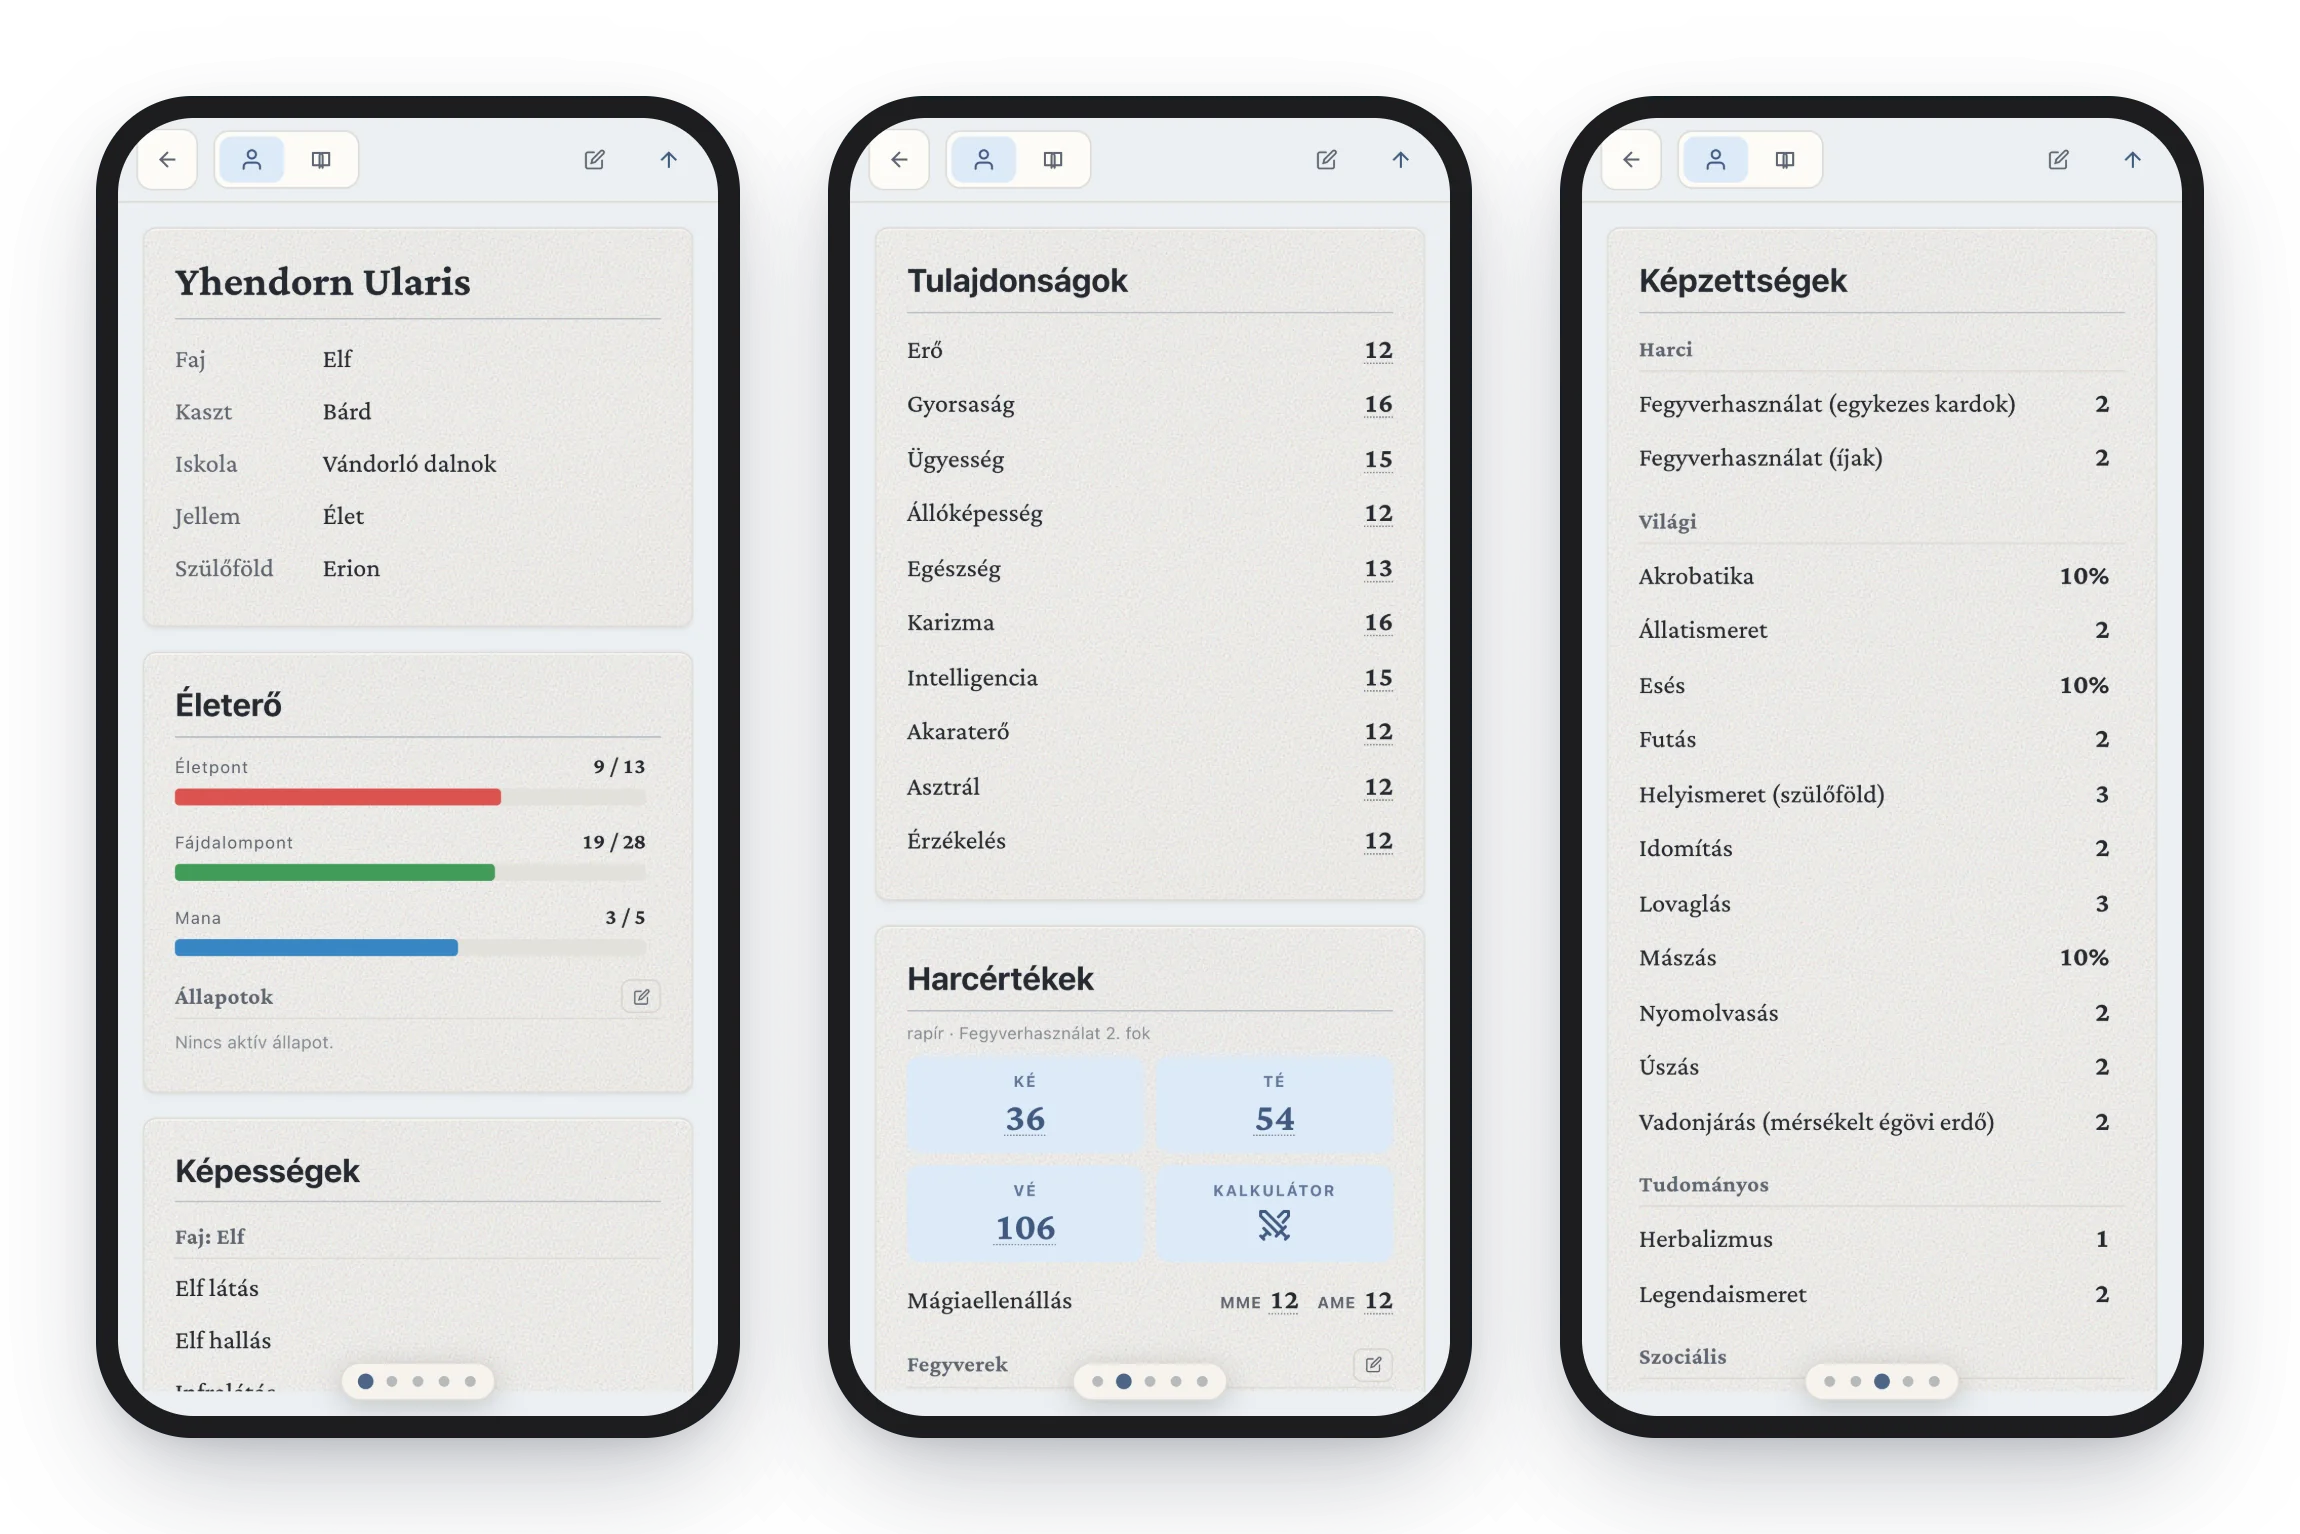 Yhendorn Ularis
Faj Elf
Kaszt Bárd
Iskola Vándorló dalnok
Jellem Élet
Szülőföld Erion
Életerő
Életpont 9 / 13
Fájdalompont 19 / 28
Mana 3 / 5
Állapotok
Nincs aktív állapot.
Képességek
Faj: Elf
Elf látás
Elf hallás
Tulajdonságok
Erő 12
Gyorsaság 16
Ügyesség 15
Állóképesség 12
Egészség 13
Karizma 16
Intelligencia 15
Akaraterő 12
Asztrál 12
Érzékelés 12
Harcértékek
rapír · Fegyverhasználat 2. fok
KÉ TÉ
36 54
VÉ KALKULÁTOR
106
Mágiaellenállás MME 12 AME 12
Fegyverek
Képzettségek
Harci
Fegyverhasználat (egykezes kardok) 2
Fegyverhasználat (íjak) 2
Világi
Akrobatika 10%
Állatismeret 2
Esés 10%
Futás 2
Helyismeret (szülőföld) 3
Idomítás 2
Lovaglás 3
Mászás 10%
Nyomolvasás 2
Úszás 2
Vadonjárás (mérsékelt égövi erdő) 2
Tudományos
Herbalizmus 1
Legendaismeret 2
Szociális